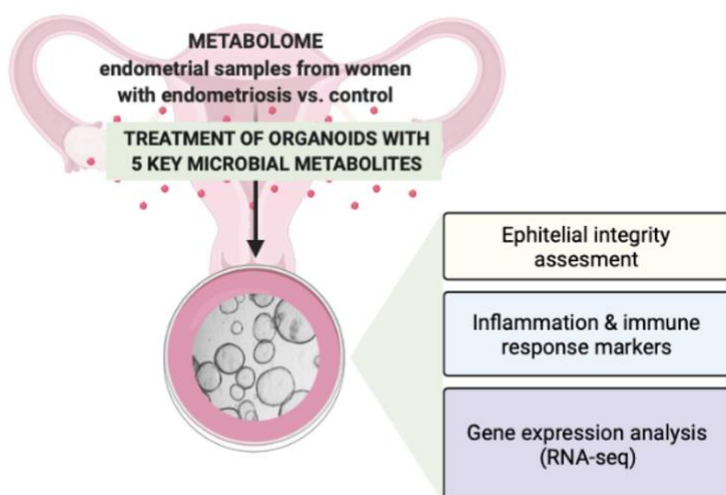 METABOLOME
endometrial samples from women
with endometriosis vs. control
TREATMENT OF ORGANOIDS WITH
5 KEY MICROBIAL METABOLITES
Ephitelial integrity
assesment
Inflammation & immune
response markers
Gene expression analysis
(RNA-seq)